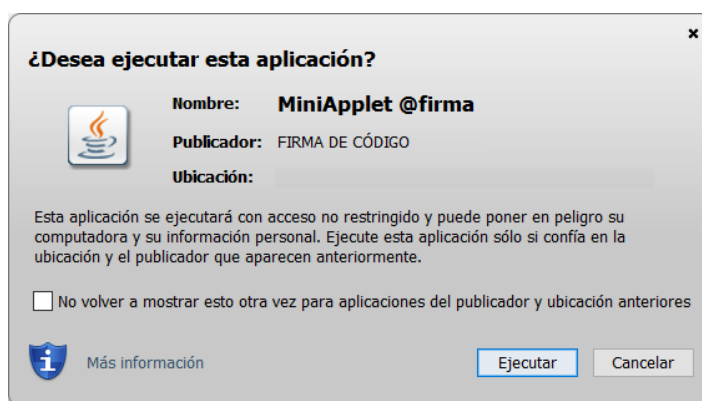 ¿Desea ejecutar esta aplicación?
Nombre: MiniApplet @firma
Publicador: FIRMA DE CÓDIGO
Ubicación:
Esta aplicación se ejecutará con acceso no restringido y puede poner en peligro su
computadora y su información personal. Ejecute esta aplicación sólo si confía en la
ubicación y el publicador que aparecen anteriormente.
No volver a mostrar esto otra vez para aplicaciones del publicador y ubicación anteriores
Más información
Ejecutar Cancelar